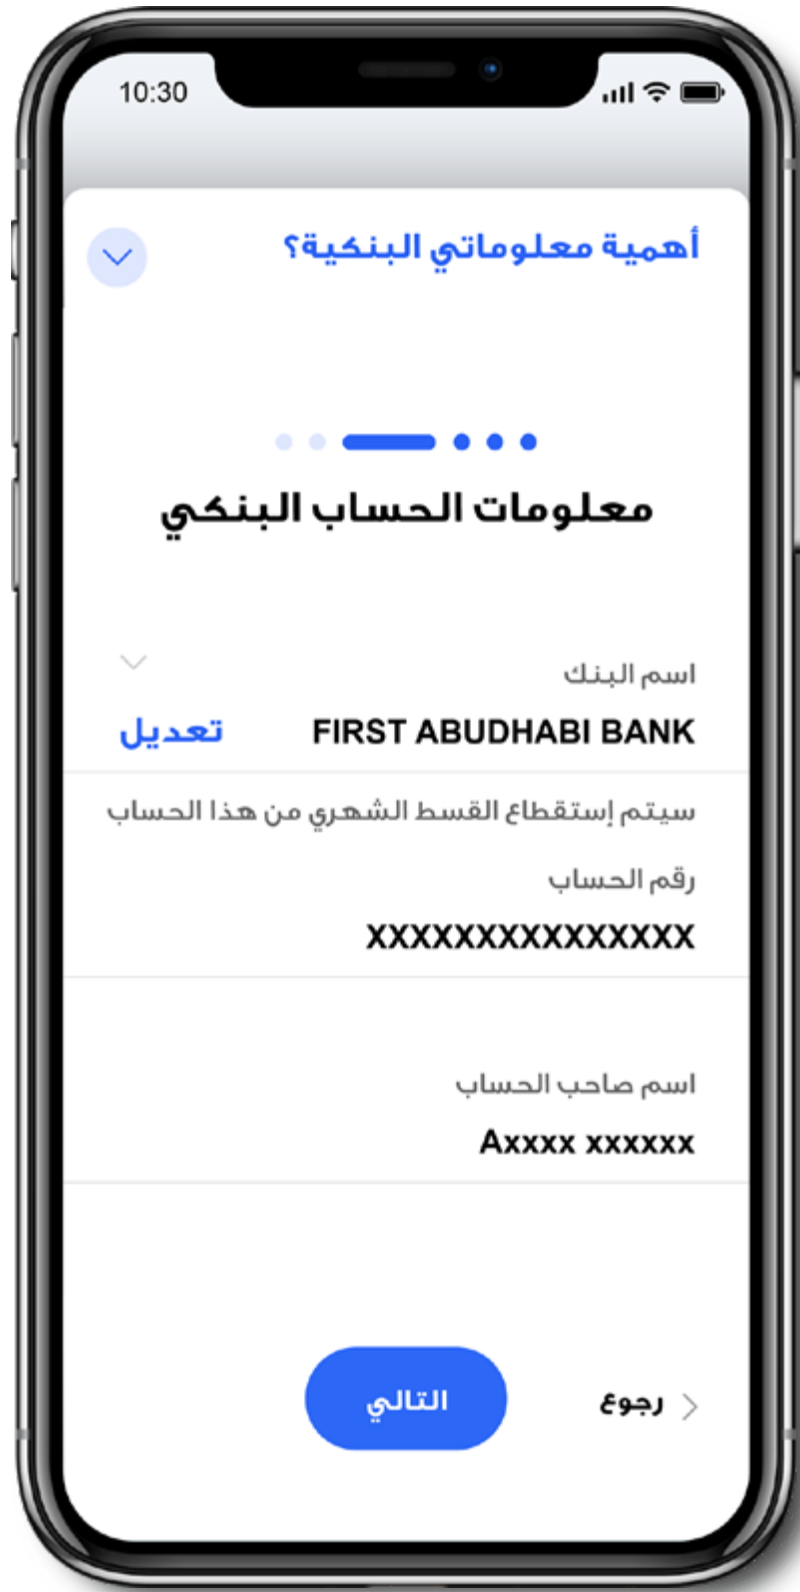 10:30
أهمية معلوماتي البنكية؟
معلومات الحساب البنكي
اسم البنك
FIRST ABUDHABI BANK تعديل
سيتم إستقطاع القسط الشهري من هذا الحساب
رقم الحساب
XXXXXXXXXXXXXXX
اسم صاحب الحساب
Axxxx xxxxxx
رجوع التالي